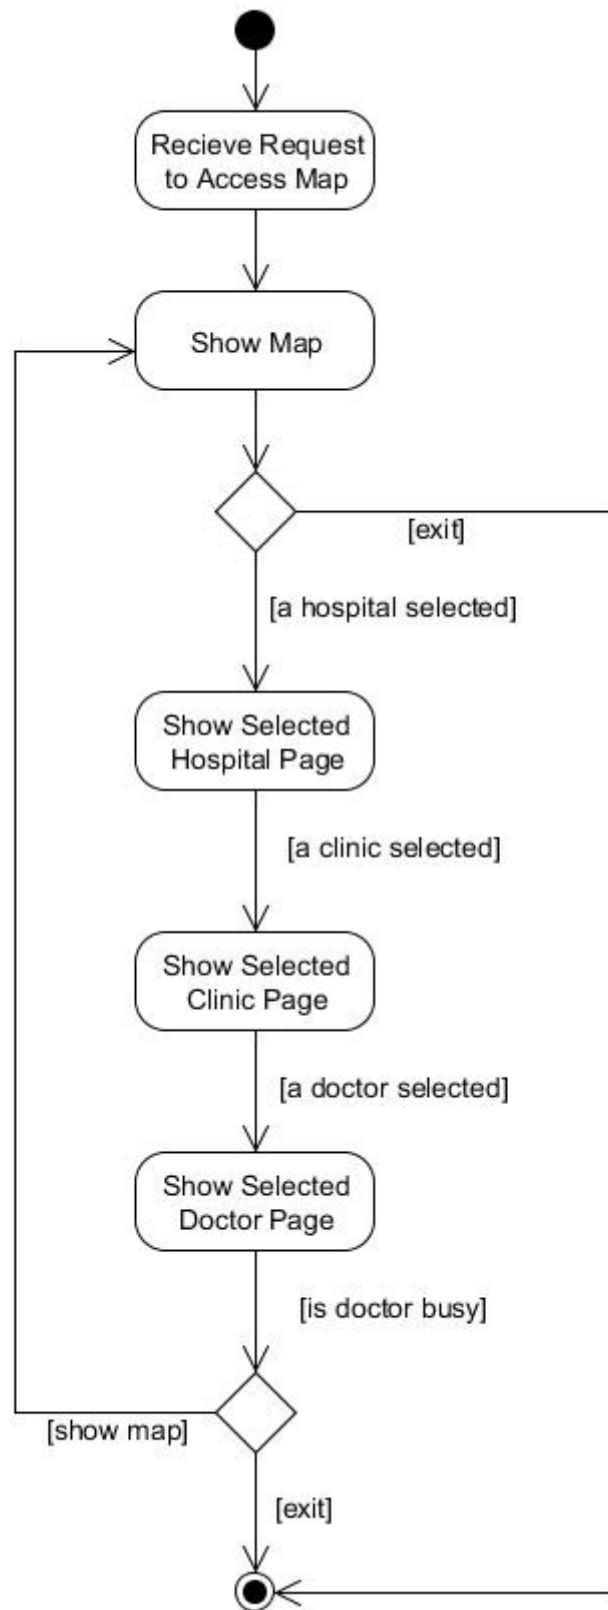 Recieve Request
to Access Map
Show Map
[exit]
[a hospital selected]
Show Selected
Hospital Page
[a clinic selected]
Show Selected
Clinic Page
[a doctor selected]
Show Selected
Doctor Page
[is doctor busy]
[show map]
[exit]